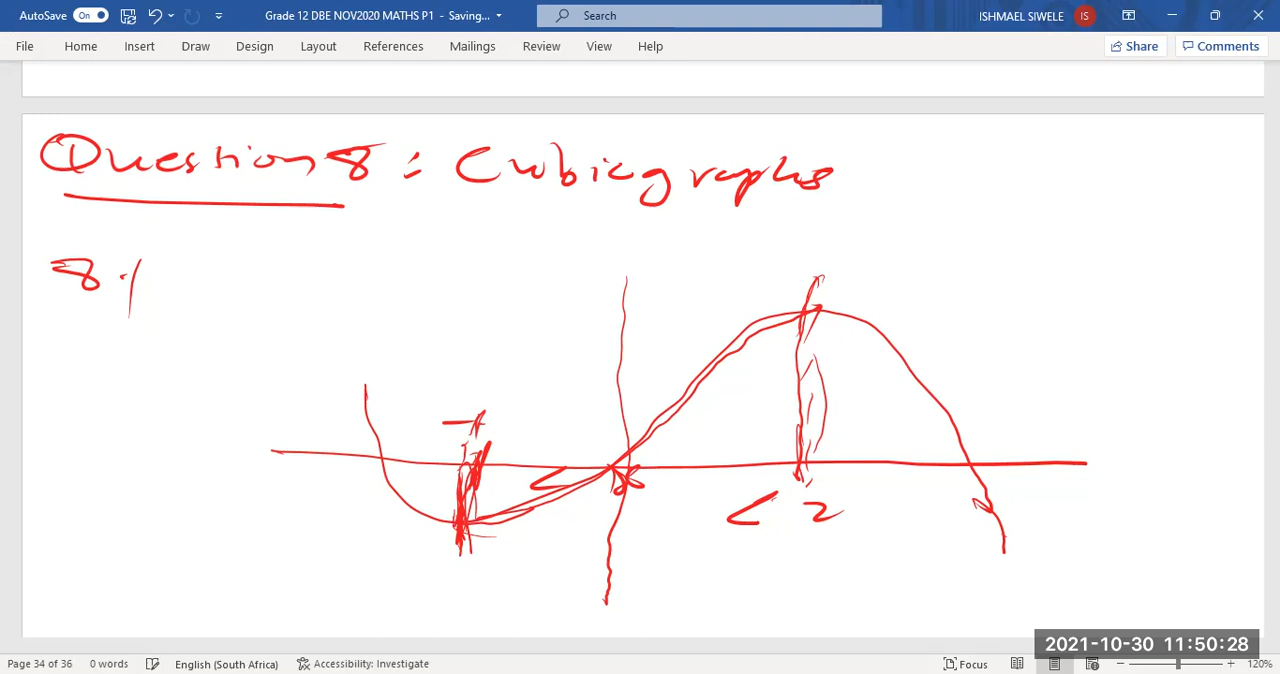 AutoSave On Grade 12 DBE NOV2020 MATHS P1 - Saving... Search ISHMAEL SIWELE IS
File Home Insert Draw Design Layout References Mailings Review View Help Share Comments
Question 8 : Cubic graphs
8.1
-1
< x
< 2
2021-10-30 11:50:28
Page 34 of 36 0 words English (South Africa) Accessibility: Investigate Focus 120%